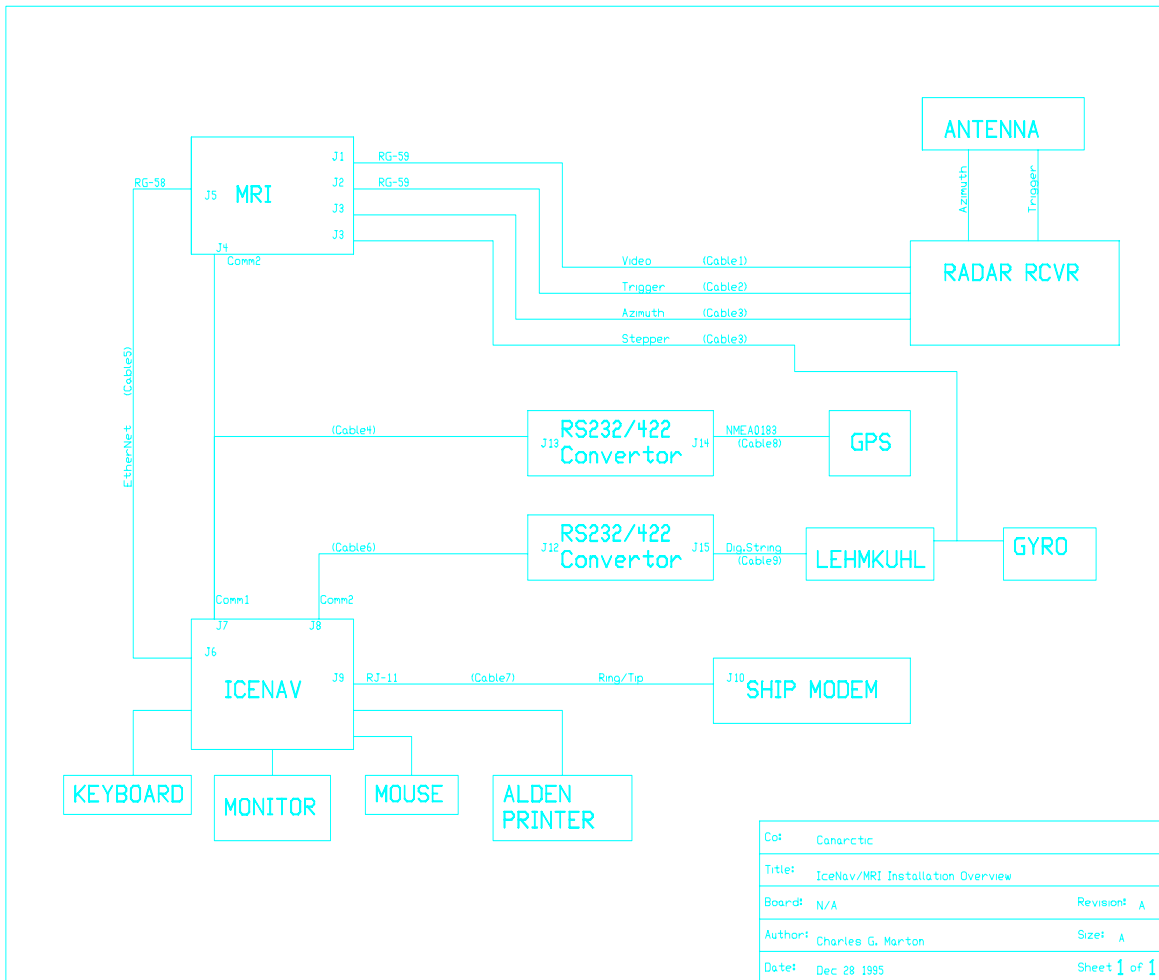 ANTENNA
Azimuth
Trigger
RADAR RCVR
J1
RG-59
J2
RG-59
J3
J3
RG-58
J5
MRI
J4
Comm2
Video (Cable1)
Trigger (Cable2)
Azimuth (Cable3)
Stepper (Cable3)
EtherNet (Cable5)
(Cable4)
J13
RS232/422
Convertor
J14
NMEA0183
(Cable8)
GPS
(Cable6)
J12
RS232/422
Convertor
J15
Dig.String
(Cable9)
LEHMKUHL
GYRO
Comm1
Comm2
J7
J8
J6
ICENAV
J9
RJ-11
(Cable7)
Ring/Tip
J10
SHIP MODEM
KEYBOARD
MONITOR
MOUSE
ALDEN
PRINTER
Co: Canarctic
Title: IceNav/MRI Installation Overview
Board: N/A Revision: A
Author: Charles G. Marton Size: A
Date: Dec 28 1995 Sheet 1 of 1